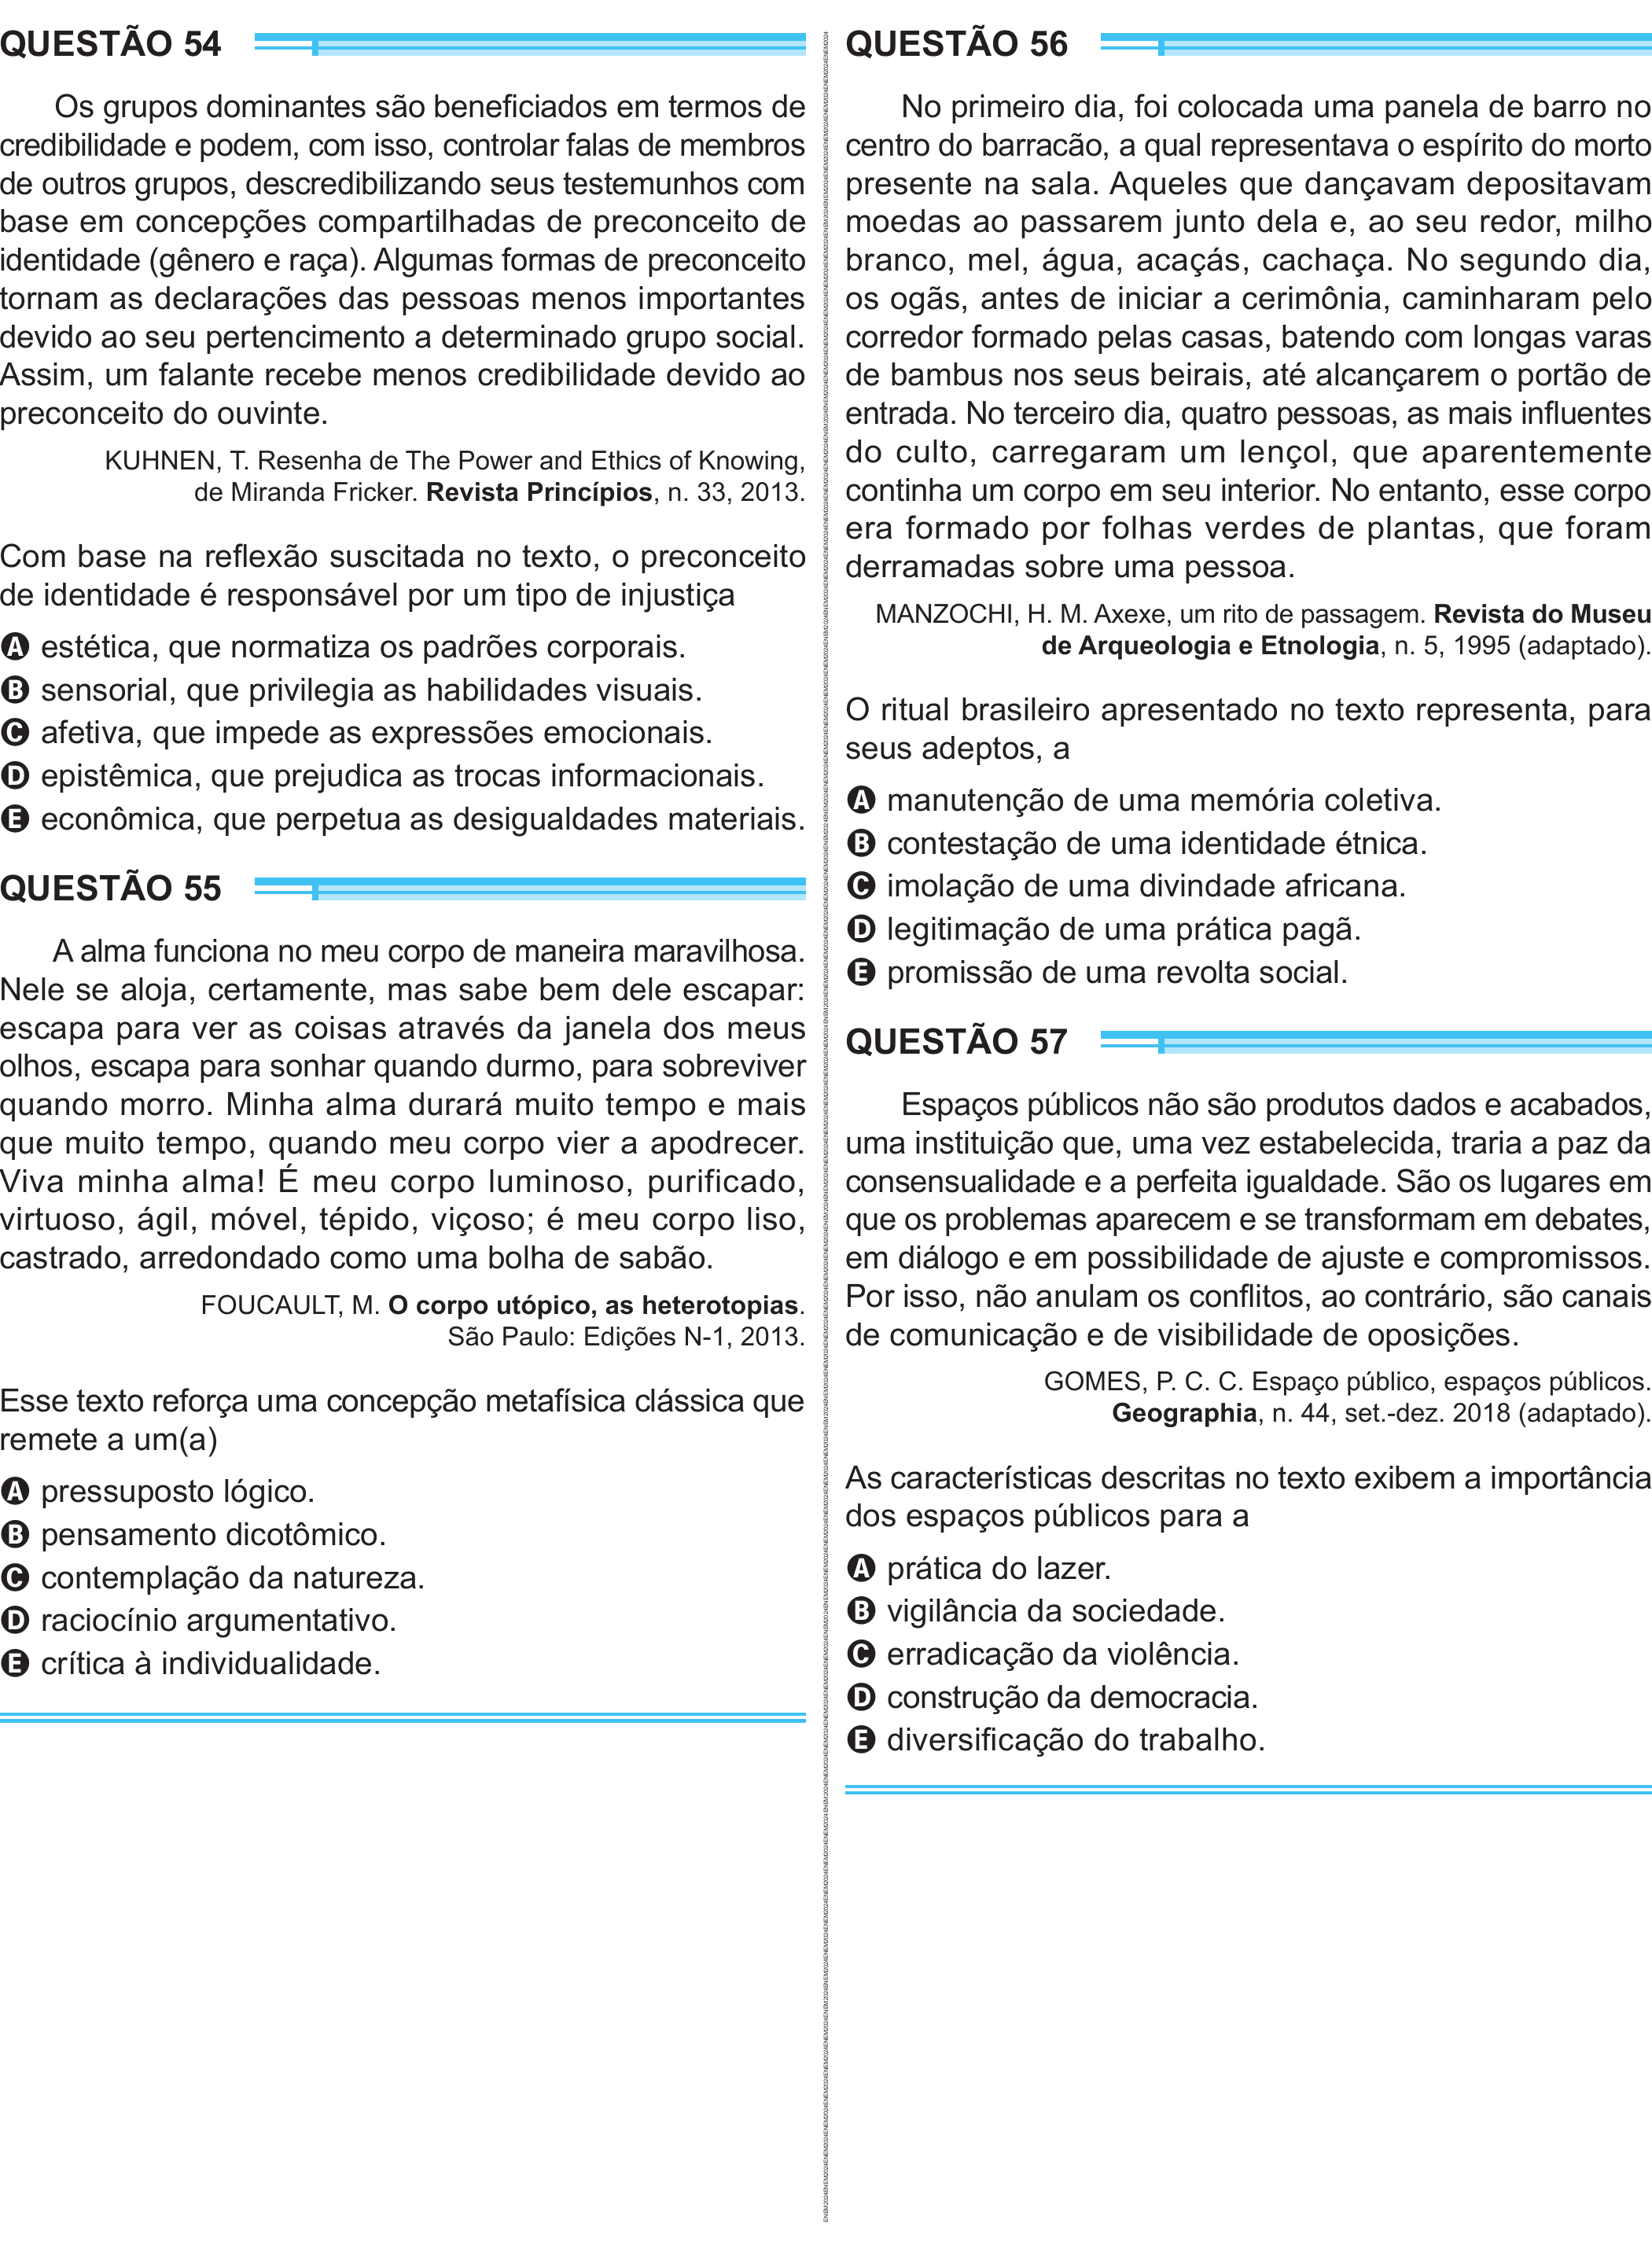 QUESTÃO 54
Os grupos dominantes são beneficiados em termos de
credibilidade e podem, com isso, controlar falas de membros
de outros grupos, descredibilizando seus testemunhos com
base em concepções compartilhadas de preconceito de
identidade (gênero e raça). Algumas formas de preconceito
tornam as declarações das pessoas menos importantes
devido ao seu pertencimento a determinado grupo social.
Assim, um falante recebe menos credibilidade devido ao
preconceito do ouvinte.
KUHNEN, T. Resenha de The Power and Ethics of Knowing,
de Miranda Fricker. Revista Princípios, n. 33, 2013.
Com base na reflexão suscitada no texto, o preconceito
de identidade é responsável por um tipo de injustiça
A estética, que normatiza os padrões corporais.
B sensorial, que privilegia as habilidades visuais.
C afetiva, que impede as expressões emocionais.
D epistêmica, que prejudica as trocas informacionais.
E econômica, que perpetua as desigualdades materiais.
QUESTÃO 55
A alma funciona no meu corpo de maneira maravilhosa.
Nele se aloja, certamente, mas sabe bem dele escapar:
escapa para ver as coisas através da janela dos meus
olhos, escapa para sonhar quando durmo, para sobreviver
quando morro. Minha alma durará muito tempo e mais
que muito tempo, quando meu corpo vier a apodrecer.
Viva minha alma! É meu corpo luminoso, purificado,
virtuoso, ágil, móvel, tépido, viçoso; é meu corpo liso,
castrado, arredondado como uma bolha de sabão.
FOUCAULT, M. O corpo utópico, as heterotopias.
São Paulo: Edições N-1, 2013.
Esse texto reforça uma concepção metafísica clássica que
remete a um(a)
A pressuposto lógico.
B pensamento dicotômico.
C contemplação da natureza.
D raciocínio argumentativo.
E crítica à individualidade.
QUESTÃO 56
No primeiro dia, foi colocada uma panela de barro no
centro do barracão, a qual representava o espírito do morto
presente na sala. Aqueles que dançavam depositavam
moedas ao passarem junto dela e, ao seu redor, milho
branco, mel, água, acaçás, cachaça. No segundo dia,
os ogãs, antes de iniciar a cerimônia, caminharam pelo
corredor formado pelas casas, batendo com longas varas
de bambus nos seus beirais, até alcançarem o portão de
entrada. No terceiro dia, quatro pessoas, as mais influentes
do culto, carregaram um lençol, que aparentemente
continha um corpo em seu interior. No entanto, esse corpo
era formado por folhas verdes de plantas, que foram
derramadas sobre uma pessoa.
MANZOCHI, H. M. Axexe, um rito de passagem. Revista do Museu
de Arqueologia e Etnologia, n. 5, 1995 (adaptado).
O ritual brasileiro apresentado no texto representa, para
seus adeptos, a
A manutenção de uma memória coletiva.
B contestação de uma identidade étnica.
C imolação de uma divindade africana.
D legitimação de uma prática pagã.
E promissão de uma revolta social.
QUESTÃO 57
Espaços públicos não são produtos dados e acabados,
uma instituição que, uma vez estabelecida, traria a paz da
consensualidade e a perfeita igualdade. São os lugares em
que os problemas aparecem e se transformam em debates,
em diálogo e em possibilidade de ajuste e compromissos.
Por isso, não anulam os conflitos, ao contrário, são canais
de comunicação e de visibilidade de oposições.
GOMES, P. C. C. Espaço público, espaços públicos.
Geographia, n. 44, set.-dez. 2018 (adaptado).
As características descritas no texto exibem a importância
dos espaços públicos para a
A prática do lazer.
B vigilância da sociedade.
C erradicação da violência.
D construção da democracia.
E diversificação do trabalho.